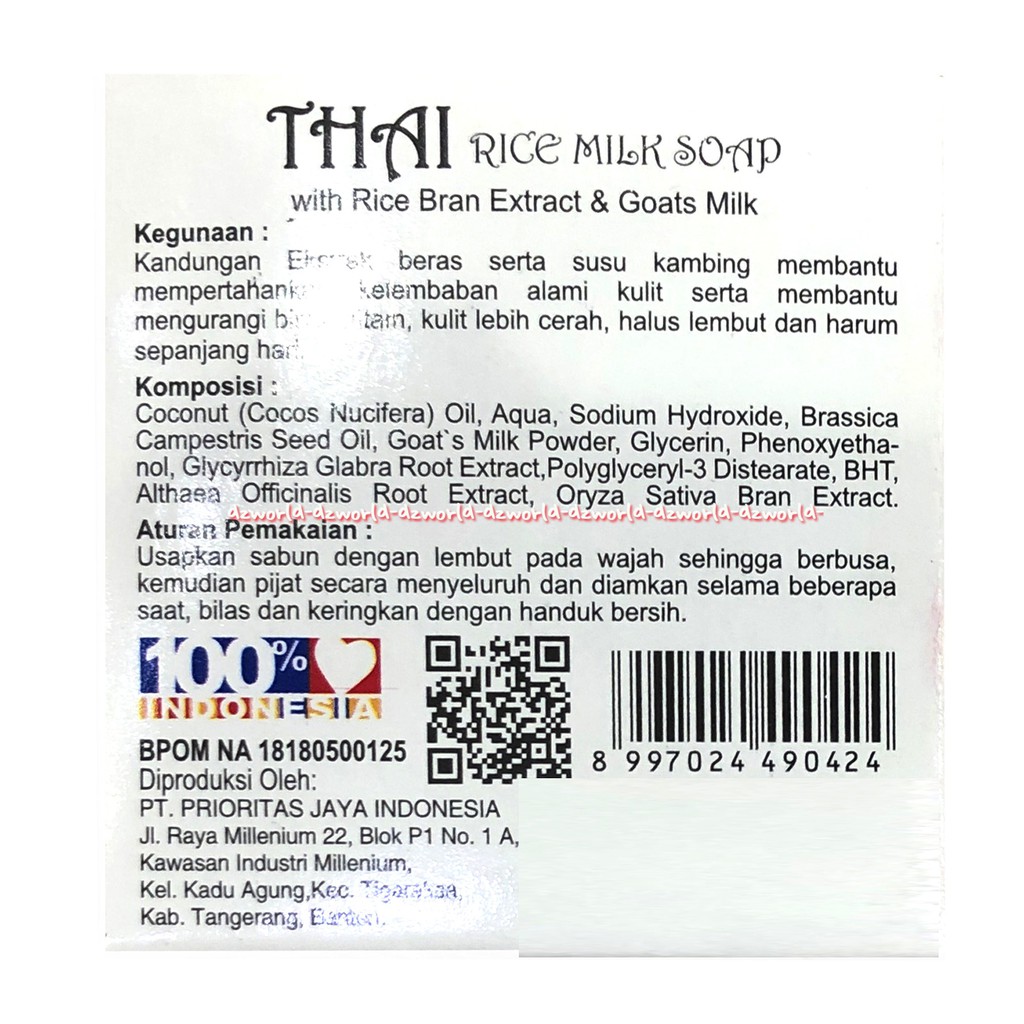 THAI RICE MILK SOAP
with Rice Bran Extract & Goats Milk
Kegunaan :
Kandungan beras serta susu kambing membantu
kelembaban alami kulit serta membantu
mengurangi kulit lebih cerah, halus lembut dan harum
sepanjang hari.
Komposisi :
Coconut (Cocos Nucifera) Oil, Aqua, Sodium Hydroxide, Brassica
Campestris Seed Oil, Goat`s Milk Powder, Glycerin, Phenoxyetha-
nol, Glycyrrhiza Glabra Root Extract,Polyglyceryl-3 Distearate, BHT,
Althaea Officinalis Root Extract, Oryza Sativa Bran Extract.
dzworld-dzworld-dzworld-dzworld-dzworld-dzworld-dzworld-
Aturan Pemakaian :
Usapkan sabun dengan lembut pada wajah sehingga berbusa,
kemudian pijat secara menyeluruh dan diamkan selama beberapa
saat, bilas dan keringkan dengan handuk bersih.
100%
INDONESIA
BPOM NA 18180500125
8 997024 490424
Diproduksi Oleh:
PT. PRIORITAS JAYA INDONESIA
Jl. Raya Millenium 22, Blok P1 No. 1 A,
Kawasan Industri Millenium,
Kel. Kadu Agung,Kec. Tigaraksa,
Kab. Tangerang, Banten.